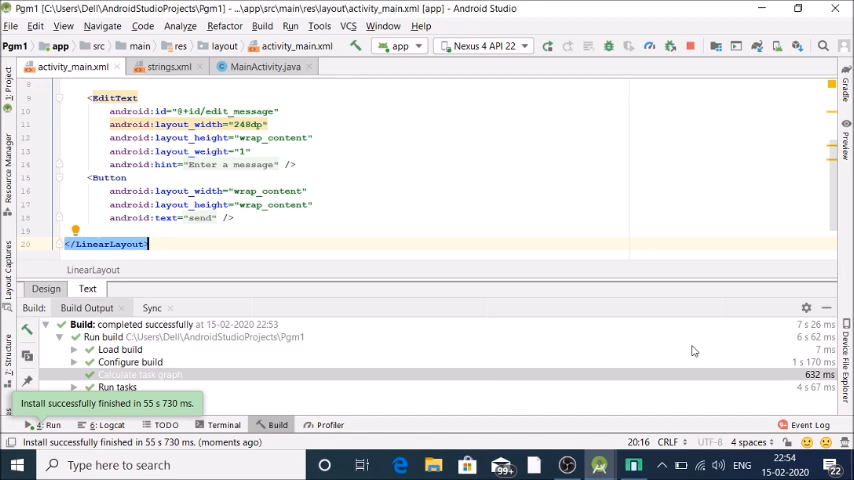 Pgm1 [C:\Users\Dell\AndroidStudioProjects\Pgm1] - ...\app\src\main\res\layout\activity_main.xml [app] - Android Studio
File Edit View Navigate Code Analyze Refactor Build Run Tools VCS Window Help
Pgm1 app src main res layout activity_main.xml app Nexus 4 API 22
activity_main.xml strings.xml MainActivity.java
8
9 <EditText
10 android:id="@+id/edit_message"
11 android:layout_width="248dp"
12 android:layout_height="wrap_content"
13 android:layout_weight="1"
14 android:hint="Enter a message" />
15 <Button
16 android:layout_width="wrap_content"
17 android:layout_height="wrap_content"
18 android:text="send" />
19
20 </LinearLayout>
LinearLayout
Design Text
Build: Build Output Sync
Build: completed successfully at 15-02-2020 22:53 7 s 26 ms
Run build C:\Users\Dell\AndroidStudioProjects\Pgm1 6 s 62 ms
Load build 7 ms
Configure build 1 s 170 ms
Calculate task graph 632 ms
Run tasks 4 s 67 ms
Install successfully finished in 55 s 730 ms.
4: Run 6: Logcat TODO Terminal Build Profiler Event Log
Install successfully finished in 55 s 730 ms. (moments ago) 20:16 CRLF UTF-8 4 spaces
Type here to search 99+ ENG 22:54 15-02-2020 22
1: Project
Resource Manager
Layout Captures
Structure
Gradle
Preview
Device File Explorer